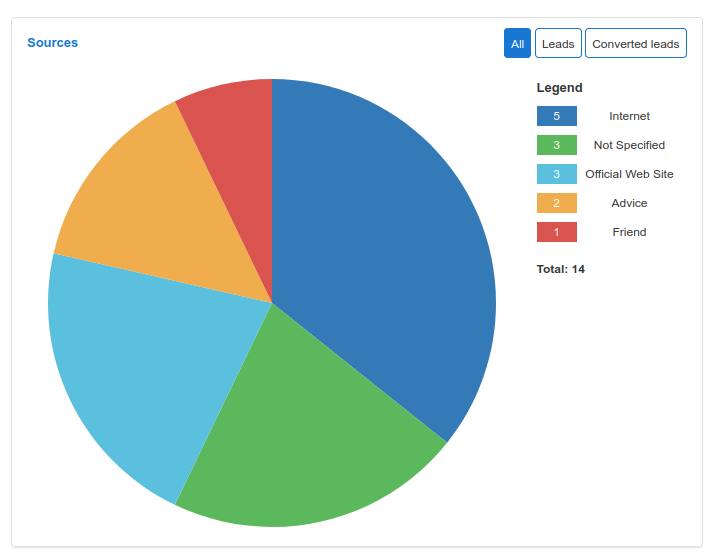 Sources
All Leads Converted leads
Legend
5 Internet
3 Not Specified
3 Official Web Site
2 Advice
1 Friend
Total: 14